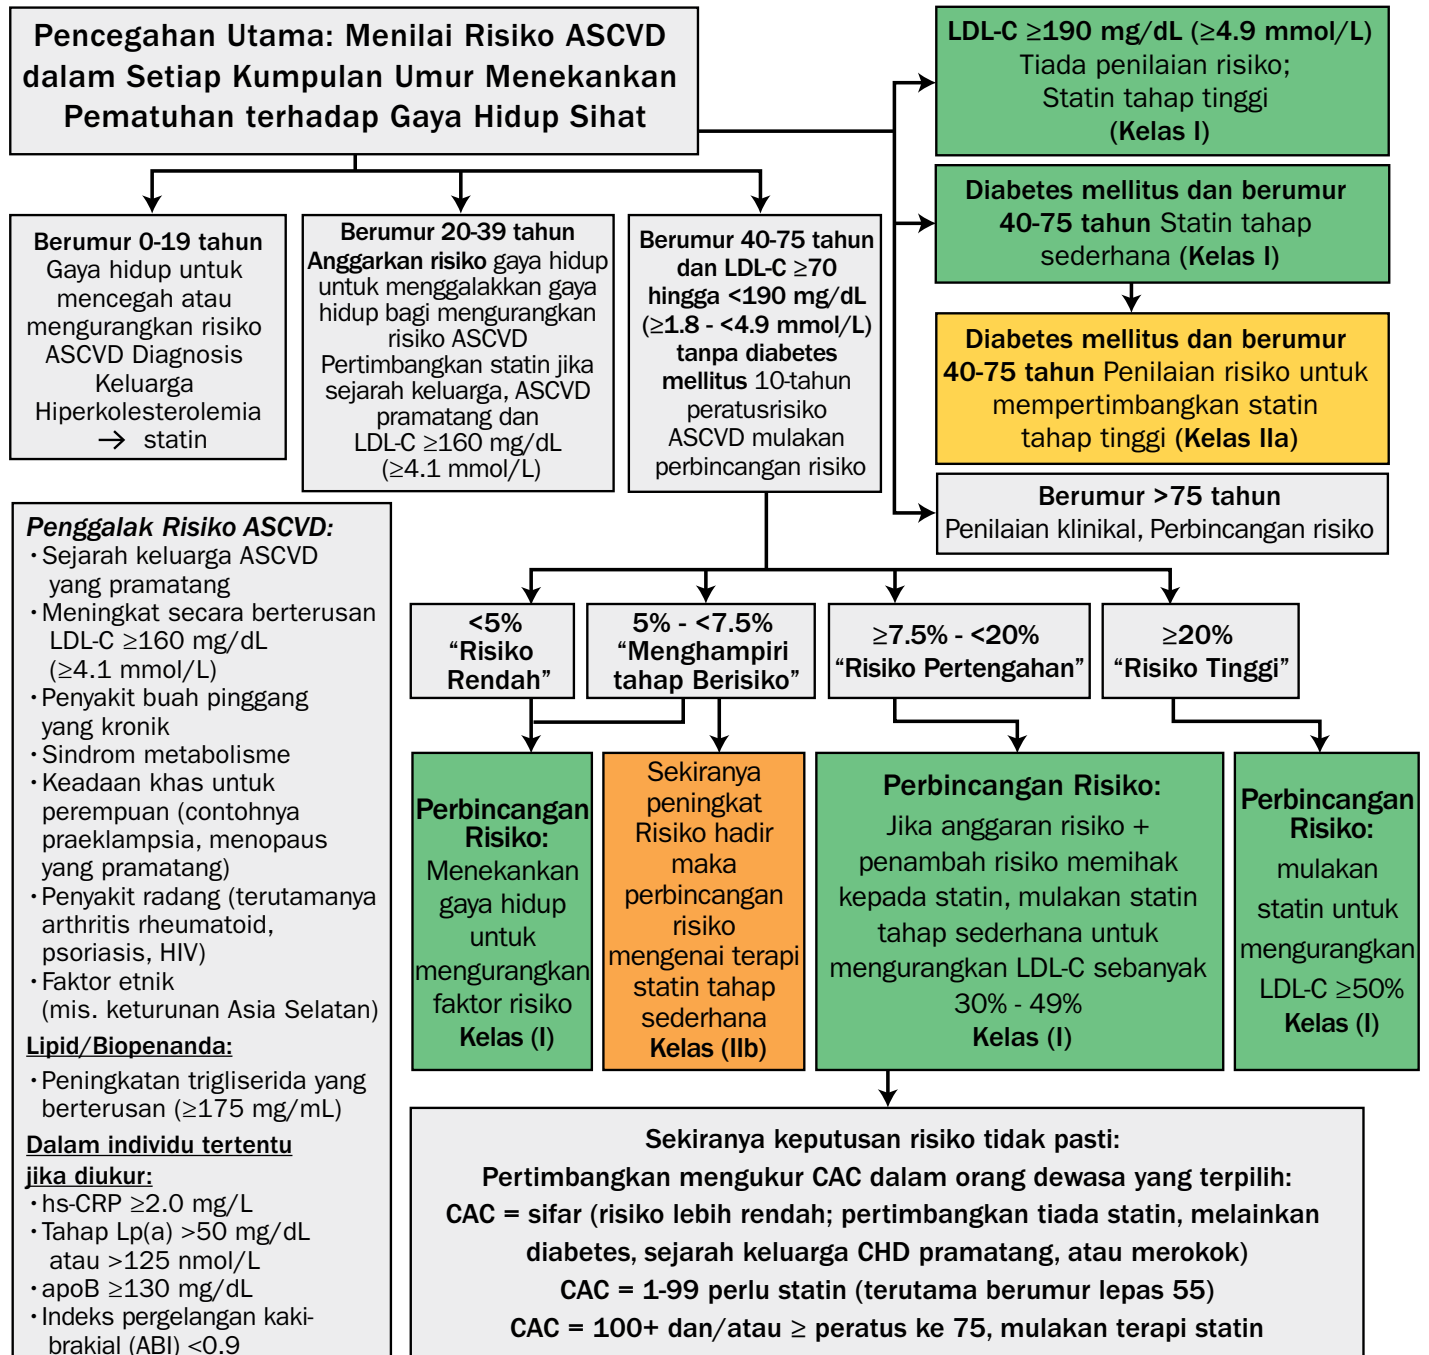 Pencegahan Utama: Menilai Risiko ASCVD
dalam Setiap Kumpulan Umur Menekankan
Pematuhan terhadap Gaya Hidup Sihat
LDL-C ≥190 mg/dL (≥4.9 mmol/L)
Tiada penilaian risiko;
Statin tahap tinggi
(Kelas I)
Diabetes mellitus dan berumur
40-75 tahun Statin tahap
sederhana (Kelas I)
Diabetes mellitus dan berumur
40-75 tahun Penilaian risiko untuk
mempertimbangkan statin
tahap tinggi (Kelas IIa)
Berumur >75 tahun
Penilaian klinikal, Perbincangan risiko
Berumur 0-19 tahun
Gaya hidup untuk
mencegah atau
mengurangkan risiko
ASCVD Diagnosis
Keluarga
Hiperkolesterolemia
→ statin
Berumur 20-39 tahun
Anggarkan risiko gaya hidup
untuk menggalakkan gaya
hidup bagi mengurangkan
risiko ASCVD
Pertimbangkan statin jika
sejarah keluarga, ASCVD
pramatang dan
LDL-C ≥160 mg/dL
(≥4.1 mmol/L)
Berumur 40-75 tahun
dan LDL-C ≥70
hingga <190 mg/dL
(≥1.8 - <4.9 mmol/L)
tanpa diabetes
mellitus 10-tahun
peratusrisiko
ASCVD mulakan
perbincangan risiko
Penggalak Risiko ASCVD:
· Sejarah keluarga ASCVD
yang pramatang
· Meningkat secara berterusan
LDL-C ≥160 mg/dL
(≥4.1 mmol/L)
· Penyakit buah pinggang
yang kronik
· Sindrom metabolisme
· Keadaan khas untuk
perempuan (contohnya
praeklampsia, menopaus
yang pramatang)
· Penyakit radang (terutamanya
arthritis rheumatoid,
psoriasis, HIV)
· Faktor etnik
(mis. keturunan Asia Selatan)
Lipid/Biopenanda:
· Peningkatan trigliserida yang
berterusan (≥175 mg/mL)
Dalam individu tertentu
jika diukur:
· hs-CRP ≥2.0 mg/L
· Tahap Lp(a) >50 mg/dL
atau >125 nmol/L
· apoB ≥130 mg/dL
· Indeks pergelangan kaki-
brakial (ABI) <0.9
<5%
“Risiko
Rendah”
5% - <7.5%
“Menghampiri
tahap Berisiko”
≥7.5% - <20%
“Risiko Pertengahan”
≥20%
“Risiko Tinggi”
Perbincangan
Risiko:
Menekankan
gaya hidup
untuk
mengurangkan
faktor risiko
Kelas (I)
Sekiranya
peningkat
Risiko hadir
maka
perbincangan
risiko
mengenai terapi
statin tahap
sederhana
Kelas (IIb)
Perbincangan Risiko:
Jika anggaran risiko +
penambah risiko memihak
kepada statin, mulakan statin
tahap sederhana untuk
mengurangkan LDL-C sebanyak
30% - 49%
Kelas (I)
Perbincangan
Risiko:
mulakan
statin untuk
mengurangkan
LDL-C ≥50%
Kelas (I)
Sekiranya keputusan risiko tidak pasti:
Pertimbangkan mengukur CAC dalam orang dewasa yang terpilih:
CAC = sifar (risiko lebih rendah; pertimbangkan tiada statin, melainkan
diabetes, sejarah keluarga CHD pramatang, atau merokok)
CAC = 1-99 perlu statin (terutama berumur lepas 55)
CAC = 100+ dan/atau ≥ peratus ke 75, mulakan terapi statin